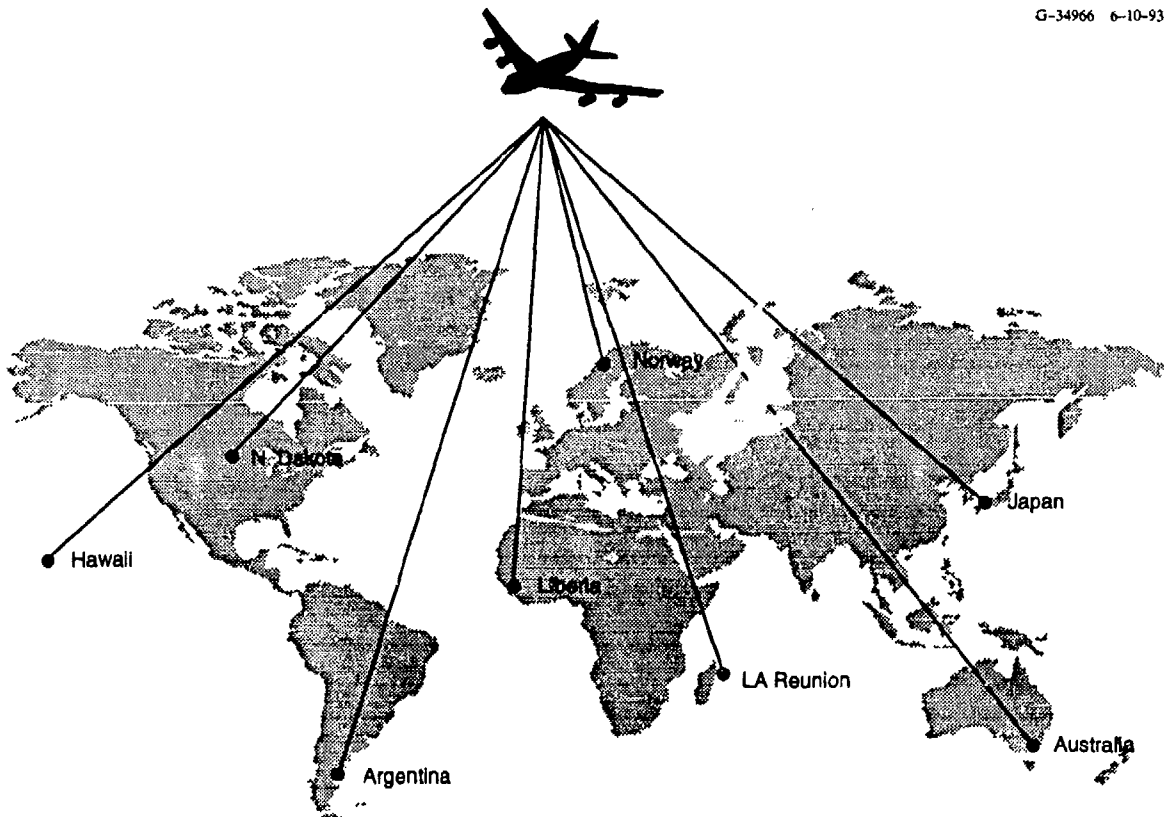 G-34966 6-10-93
Norway
N. Dakota
Japan
Hawaii
Liberia
LA Reunion
Australia
Argentina